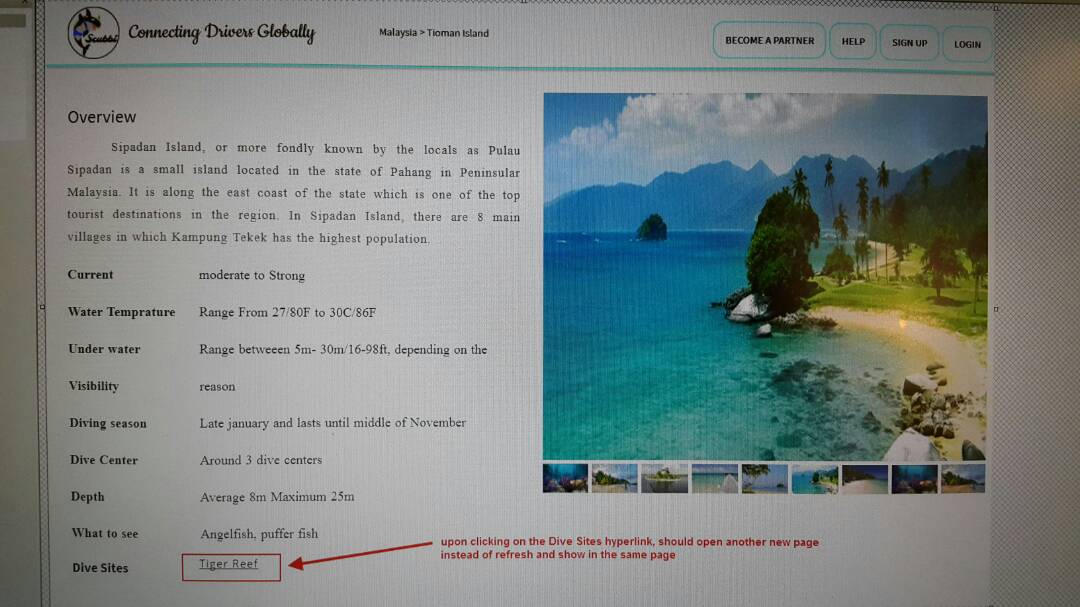 Scubbi Connecting Drivers Globally
Malaysia > Tioman Island
BECOME A PARTNER
HELP
SIGN UP
LOGIN
Overview
Sipadan Island, or more fondly known by the locals as Pulau
Sipadan is a small island located in the state of Pahang in Peninsular
Malaysia. It is along the east coast of the state which is one of the top
tourist destinations in the region. In Sipadan Island, there are 8 main
villages in which Kampung Tekek has the highest population.
Current moderate to Strong
Water Temprature Range From 27/80F to 30C/86F
Under water Range betweeen 5m- 30m/16-98ft, depending on the
Visibility reason
Diving season Late january and lasts until middle of November
Dive Center Around 3 dive centers
Depth Average 8m Maximum 25m
What to see Angelfish, puffer fish
Dive Sites Tiger Reef
upon clicking on the Dive Sites hyperlink, should open another new page
instead of refresh and show in the same page